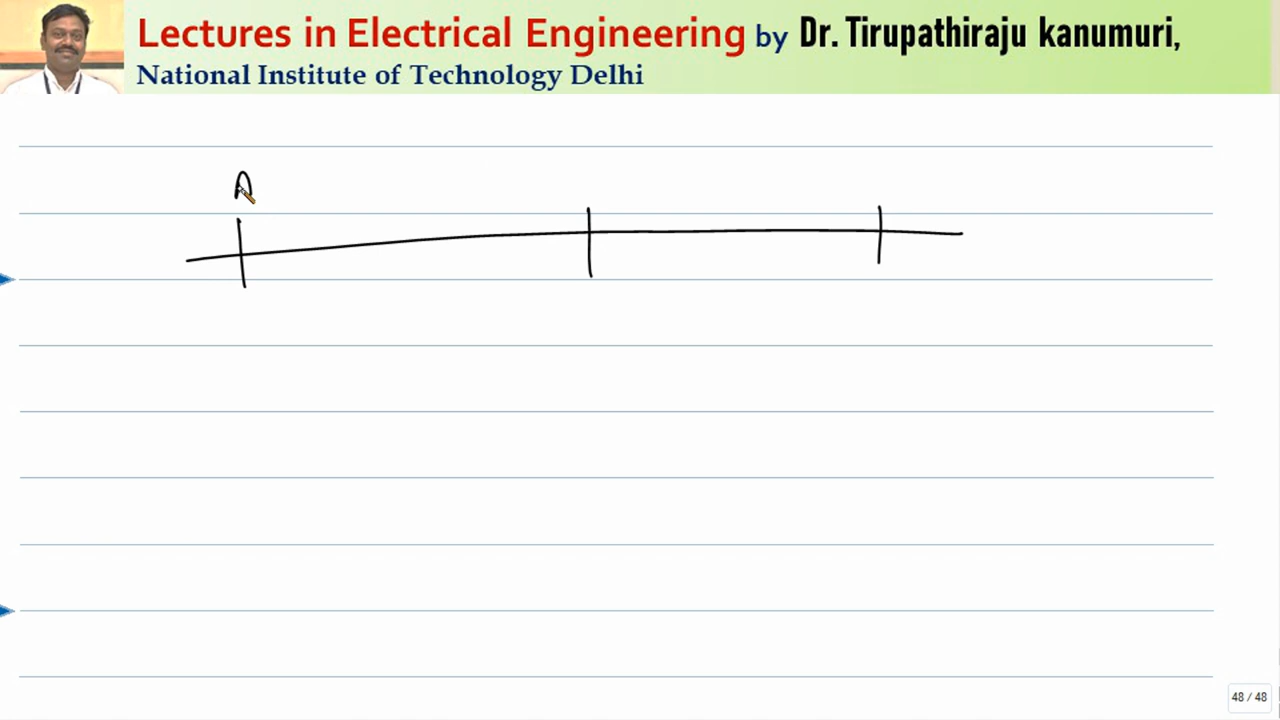 Lectures in Electrical Engineering by Dr. Tirupathiraju kanumuri,
National Institute of Technology Delhi
A
48 / 48